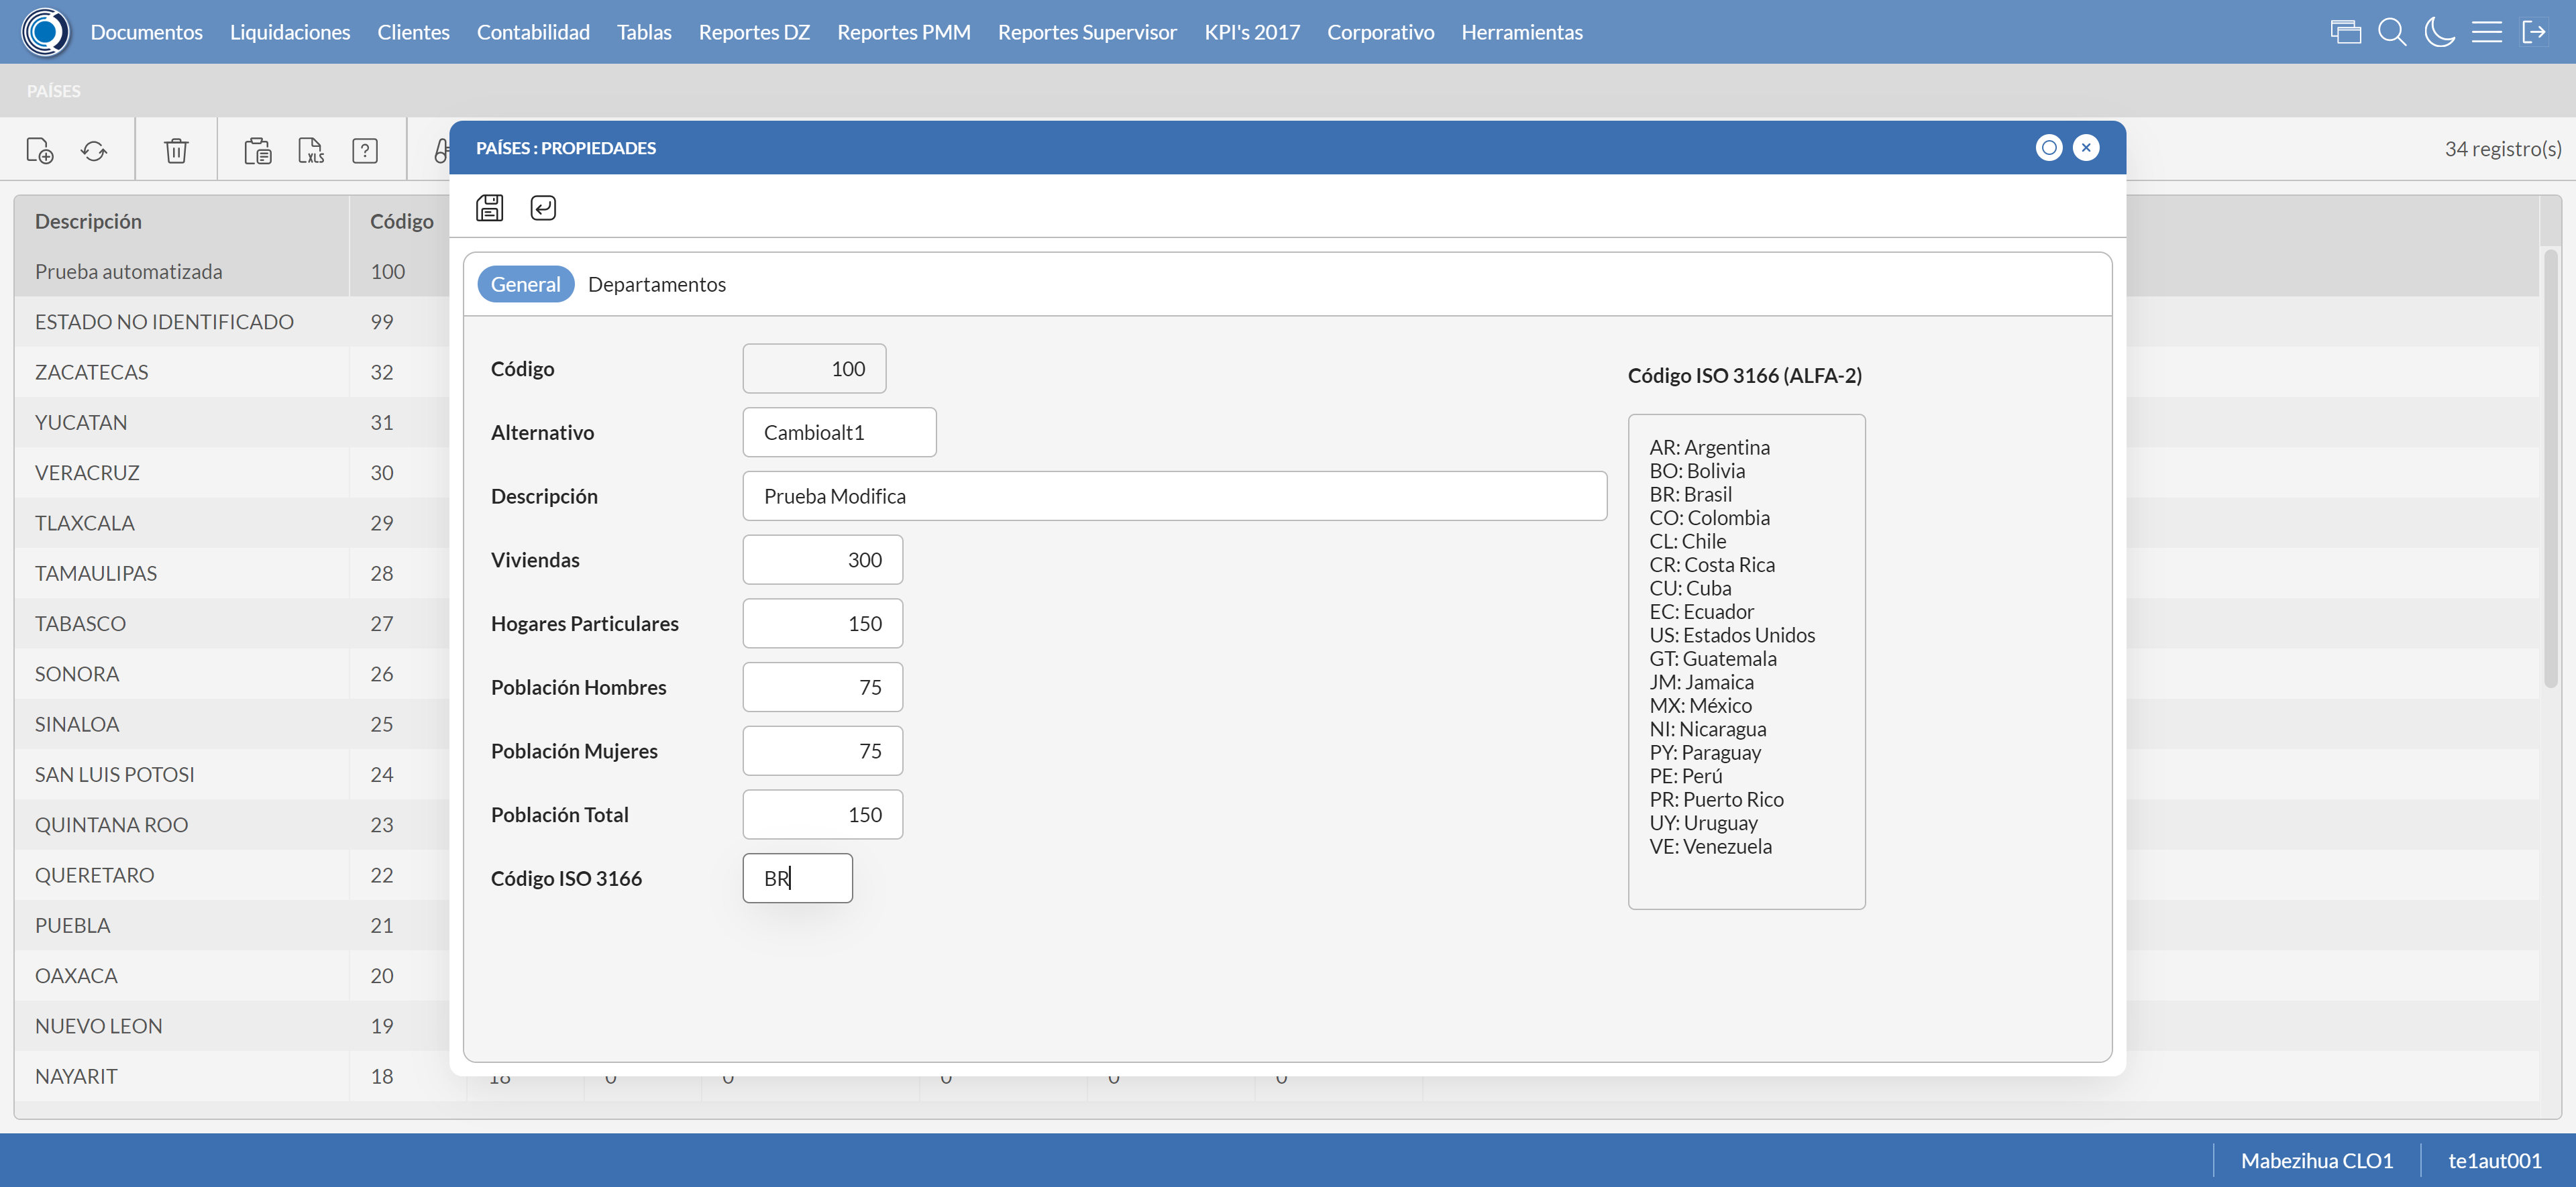 Documentos Liquidaciones Clientes Contabilidad Tablas Reportes DZ Reportes PMM Reportes Supervisor KPI's 2017 Corporativo Herramientas
PAÍSES
XLS ? 34 registro(s)
PAÍSES : PROPIEDADES
Descripción Código
Prueba automatizada 100
ESTADO NO IDENTIFICADO 99
ZACATECAS 32
YUCATAN 31
VERACRUZ 30
TLAXCALA 29
TAMAULIPAS 28
TABASCO 27
SONORA 26
SINALOA 25
SAN LUIS POTOSI 24
QUINTANA ROO 23
QUERETARO 22
PUEBLA 21
OAXACA 20
NUEVO LEON 19
NAYARIT 18 18 0 0 0 0 0
General Departamentos
Código 100
Alternativo Cambioalt1
Descripción Prueba Modifica
Viviendas 300
Hogares Particulares 150
Población Hombres 75
Población Mujeres 75
Población Total 150
Código ISO 3166 BR
Código ISO 3166 (ALFA-2)
AR: Argentina
BO: Bolivia
BR: Brasil
CO: Colombia
CL: Chile
CR: Costa Rica
CU: Cuba
EC: Ecuador
US: Estados Unidos
GT: Guatemala
JM: Jamaica
MX: México
NI: Nicaragua
PY: Paraguay
PE: Perú
PR: Puerto Rico
UY: Uruguay
VE: Venezuela
Mabezihua CLO1 te1aut001